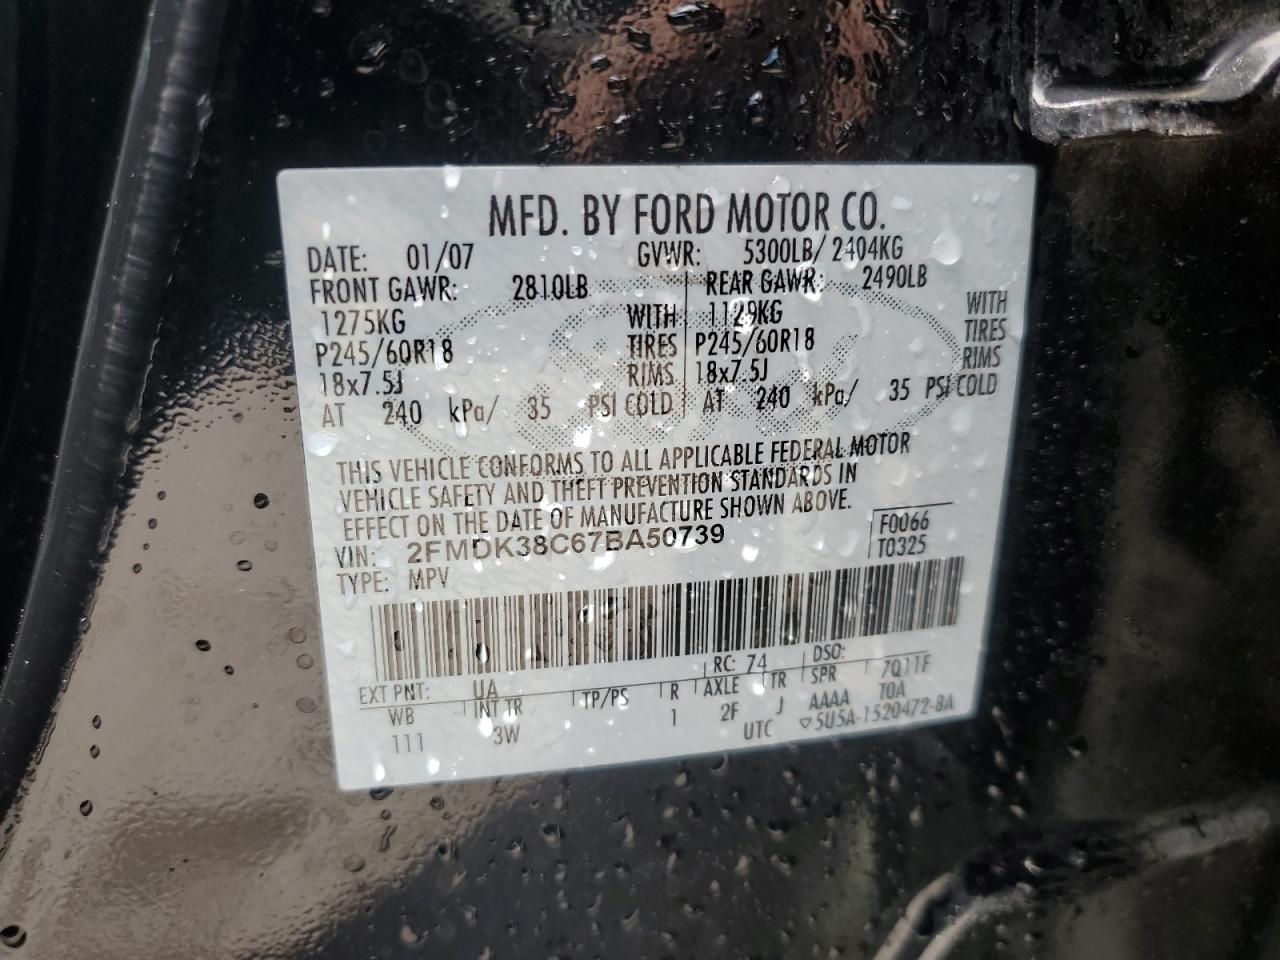 MFD. BY FORD MOTOR CO.
DATE: 01/07 GVWR: 5300LB/ 2404KG
FRONT GAWR: 2810LB REAR GAWR: 2490LB
1275KG WITH 1129KG WITH
P245/60R18 TIRES P245/60R18 TIRES
18x7.5J RIMS 18x7.5J RIMS
AT 240 kPa/ 35 PSI COLD AT 240 kPa/ 35 PSI COLD
THIS VEHICLE CONFORMS TO ALL APPLICABLE FEDERAL MOTOR
VEHICLE SAFETY AND THEFT PREVENTION STANDARDS IN
EFFECT ON THE DATE OF MANUFACTURE SHOWN ABOVE.
VIN: 2FMDK38C67BA50739 F0066
TYPE: MPV T0325
EXT PNT: UA RC: 74 DSO:
WB INT TR TP/PS R AXLE TR SPR 7Q11F
111 3W 1 2F J AAAA T0A
UTC ▽5U5A-1520472-BA